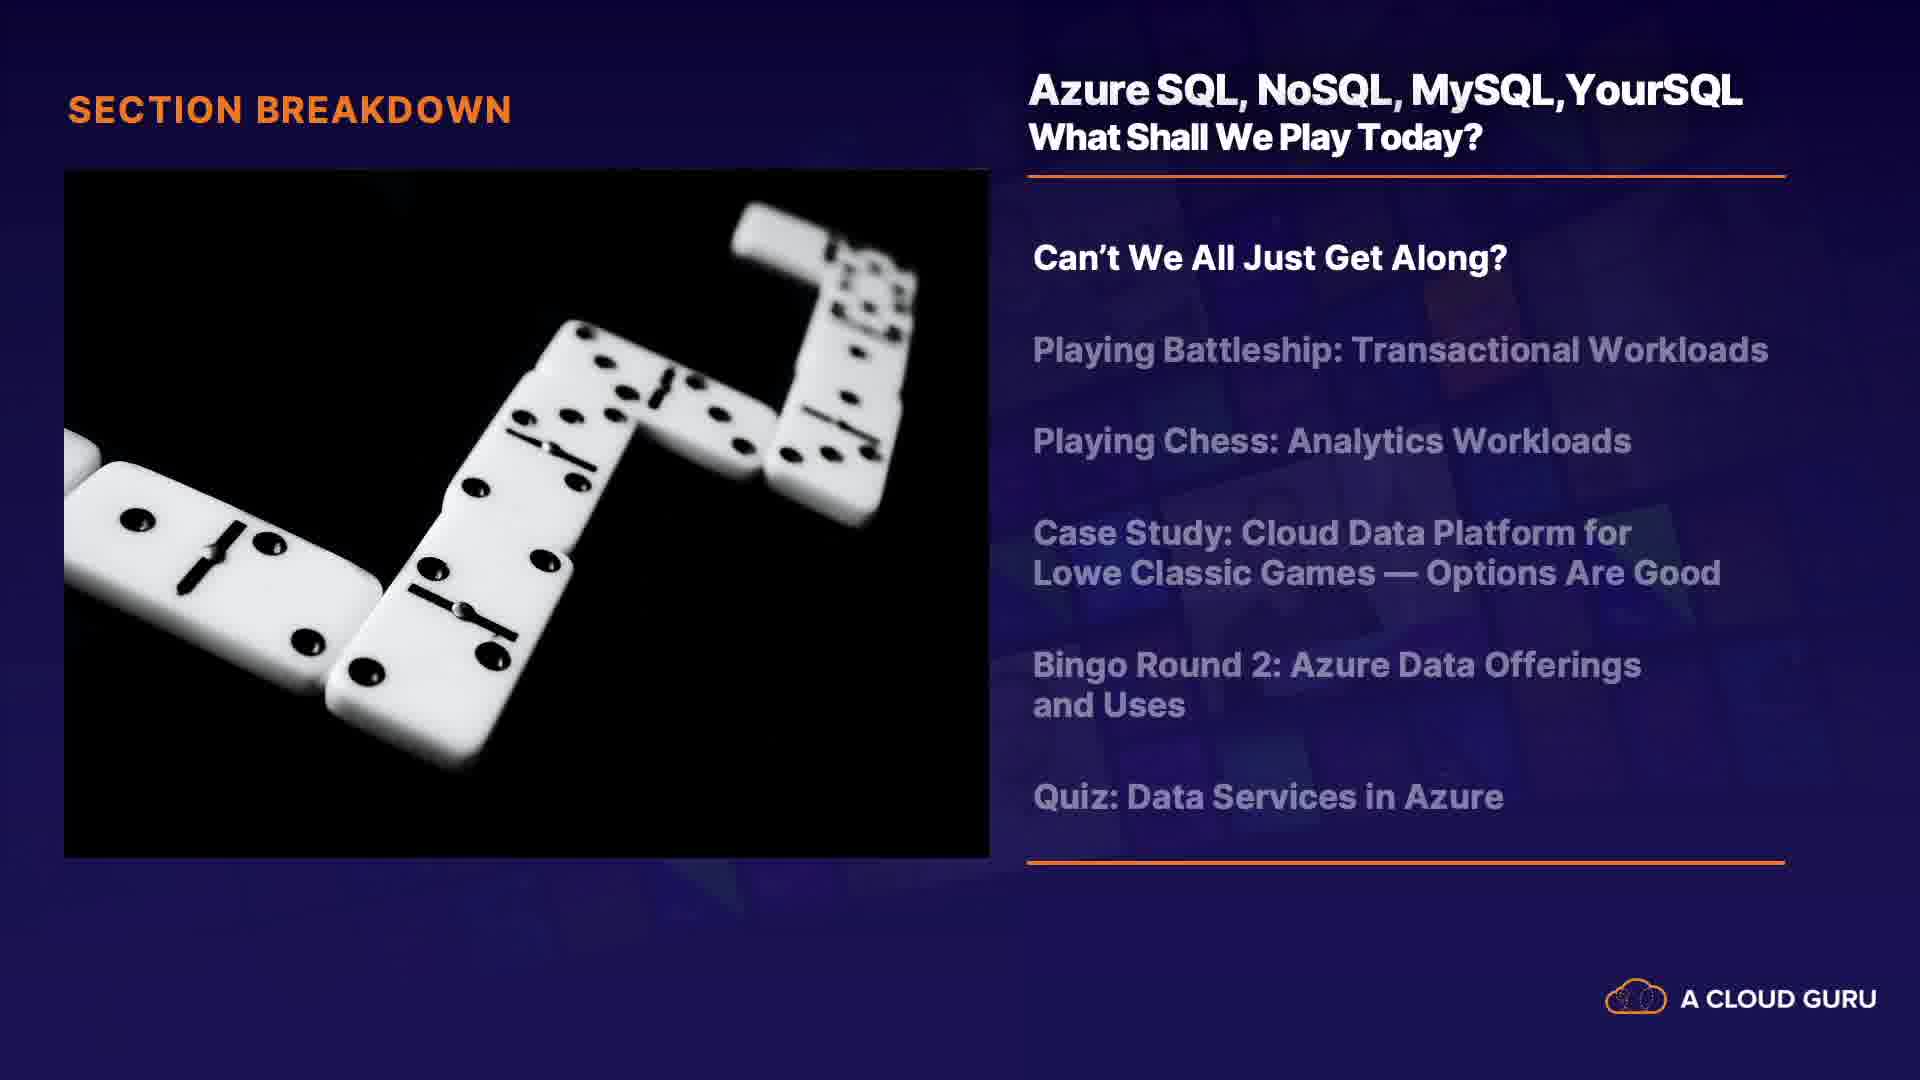 SECTION BREAKDOWN
Azure SQL, NoSQL, MySQL,YourSQL
What Shall We Play Today?
Can’t We All Just Get Along?
Playing Battleship: Transactional Workloads
Playing Chess: Analytics Workloads
Case Study: Cloud Data Platform for
Lowe Classic Games — Options Are Good
Bingo Round 2: Azure Data Offerings
and Uses
Quiz: Data Services in Azure
A CLOUD GURU